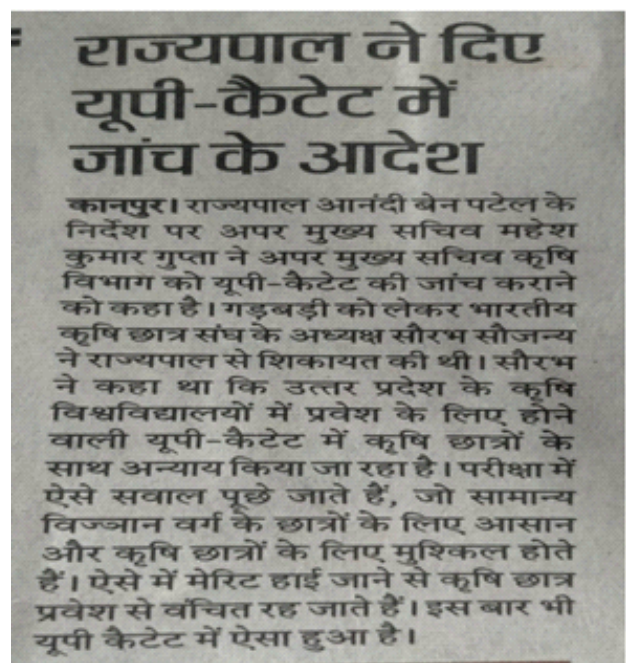 राज्यपाल ने दिए
यूपी-कैटेट में
जांच के आदेश
कानपुर। राज्यपाल आनंदी बेन पटेल के
निर्देश पर अपर मुख्य सचिव महेश
कुमार गुप्ता ने अपर मुख्य सचिव कृषि
विभाग को यूपी-कैटेट की जांच कराने
को कहा है। गड़बड़ी को लेकर भारतीय
कृषि छात्र संघ के अध्यक्ष सौरभ सौजन्य
ने राज्यपाल से शिकायत की थी। सौरभ
ने कहा था कि उत्तर प्रदेश के कृषि
विश्वविद्यालयों में प्रवेश के लिए होने
वाली यूपी-कैटेट में कृषि छात्रों के
साथ अन्याय किया जा रहा है। परीक्षा में
ऐसे सवाल पूछे जाते हैं, जो सामान्य
विज्ञान वर्ग के छात्रों के लिए आसान
और कृषि छात्रों के लिए मुश्किल होते
हैं। ऐसे में मेरिट हाई जाने से कृषि छात्र
प्रवेश से वंचित रह जाते हैं। इस बार भी
यूपी कैटेट में ऐसा हुआ है।